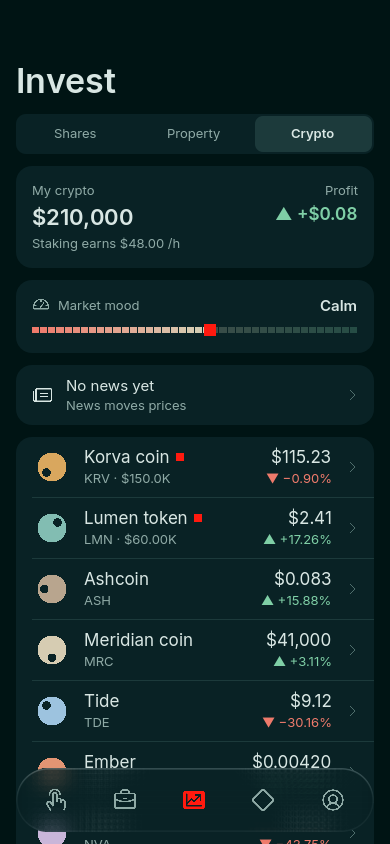 Invest
Shares Property Crypto
My crypto Profit
$210,000 ▲ +$0.08
Staking earns $48.00 /h
Market mood Calm
No news yet
News moves prices
Korva coin $115.23
KRV · $150.0K ▼ −0.90%
Lumen token $2.41
LMN · $60.00K ▲ +17.26%
Ashcoin $0.083
ASH ▲ +15.88%
Meridian coin $41,000
MRC ▲ +3.11%
Tide $9.12
TDE ▼ −30.16%
Ember $0.00420